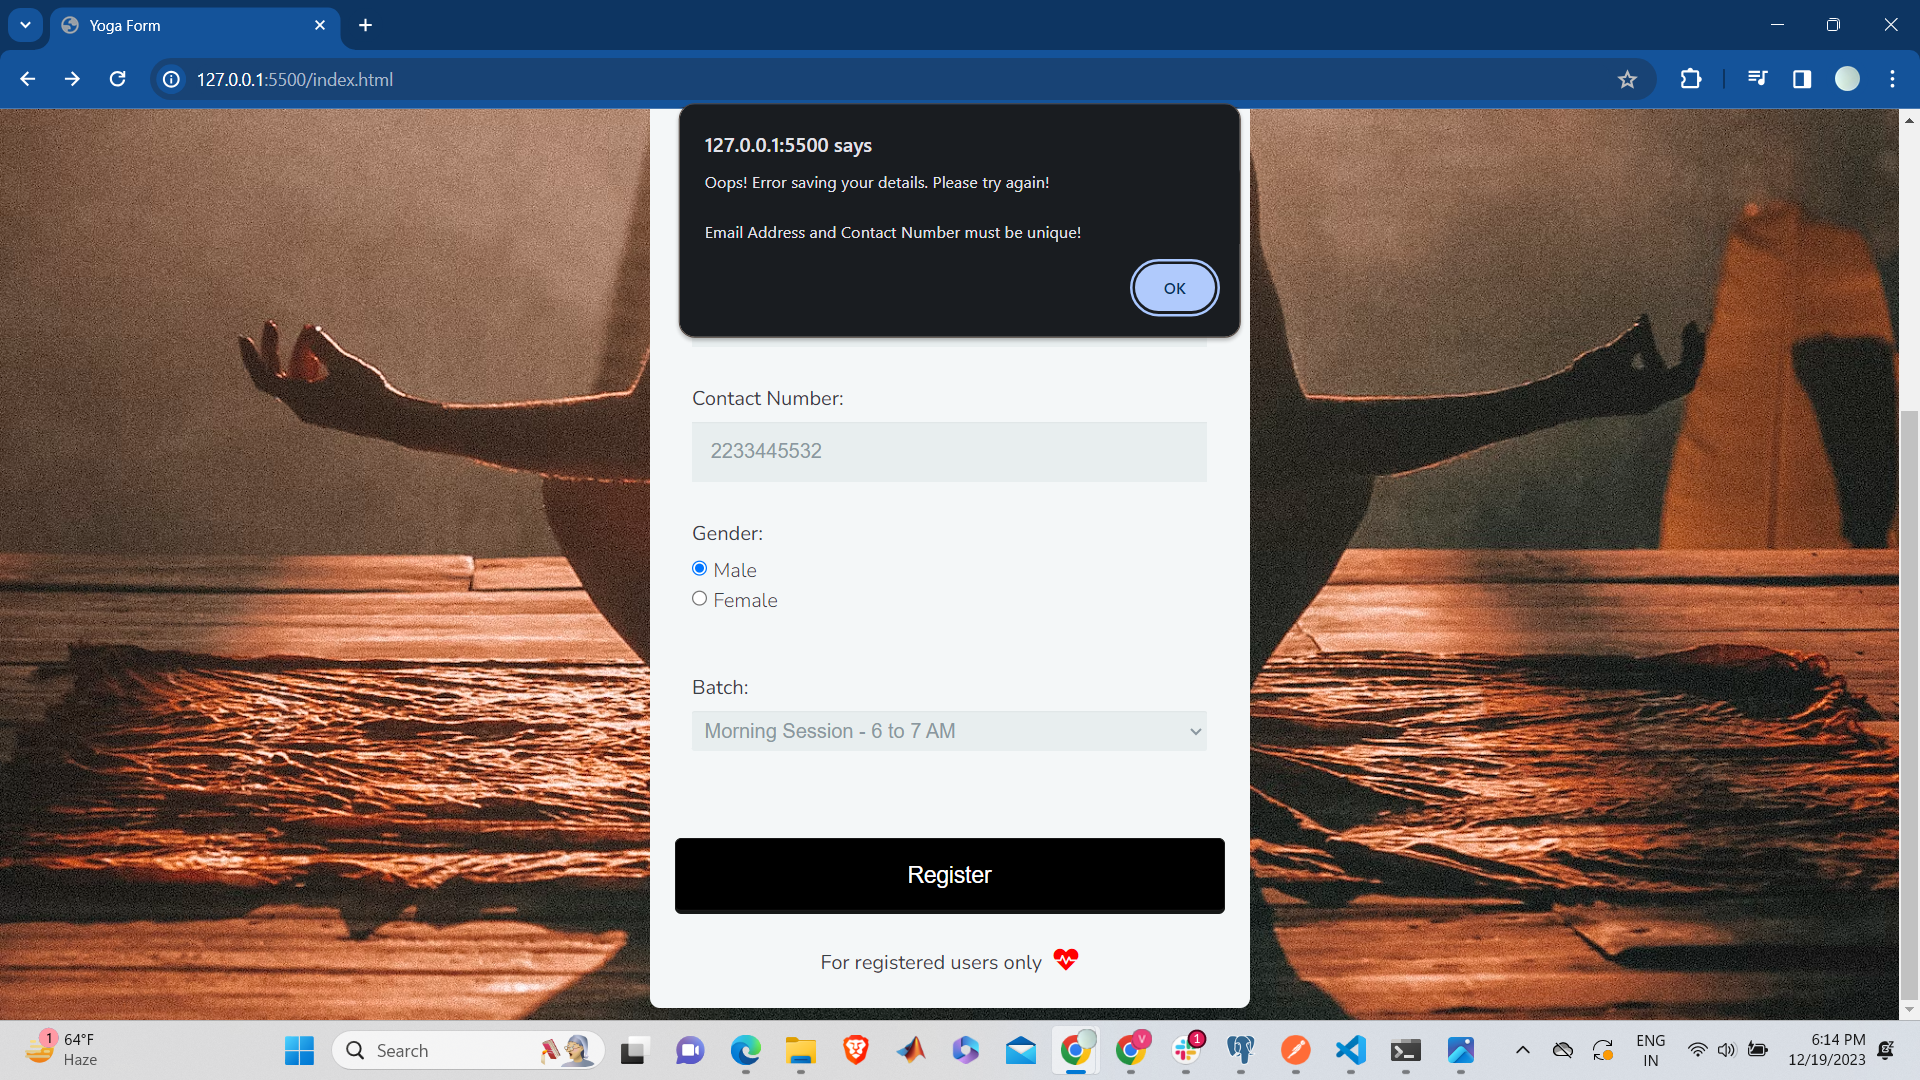 Yoga Form
127.0.0.1:5500/index.html
127.0.0.1:5500 says
Oops! Error saving your details. Please try again!
Email Address and Contact Number must be unique!
OK
Contact Number:
2233445532
Gender:
Male
Female
Batch:
Morning Session - 6 to 7 AM
Register
For registered users only
1
64°F
Haze
Search
V
1
ENG
IN
6:14 PM
12/19/2023